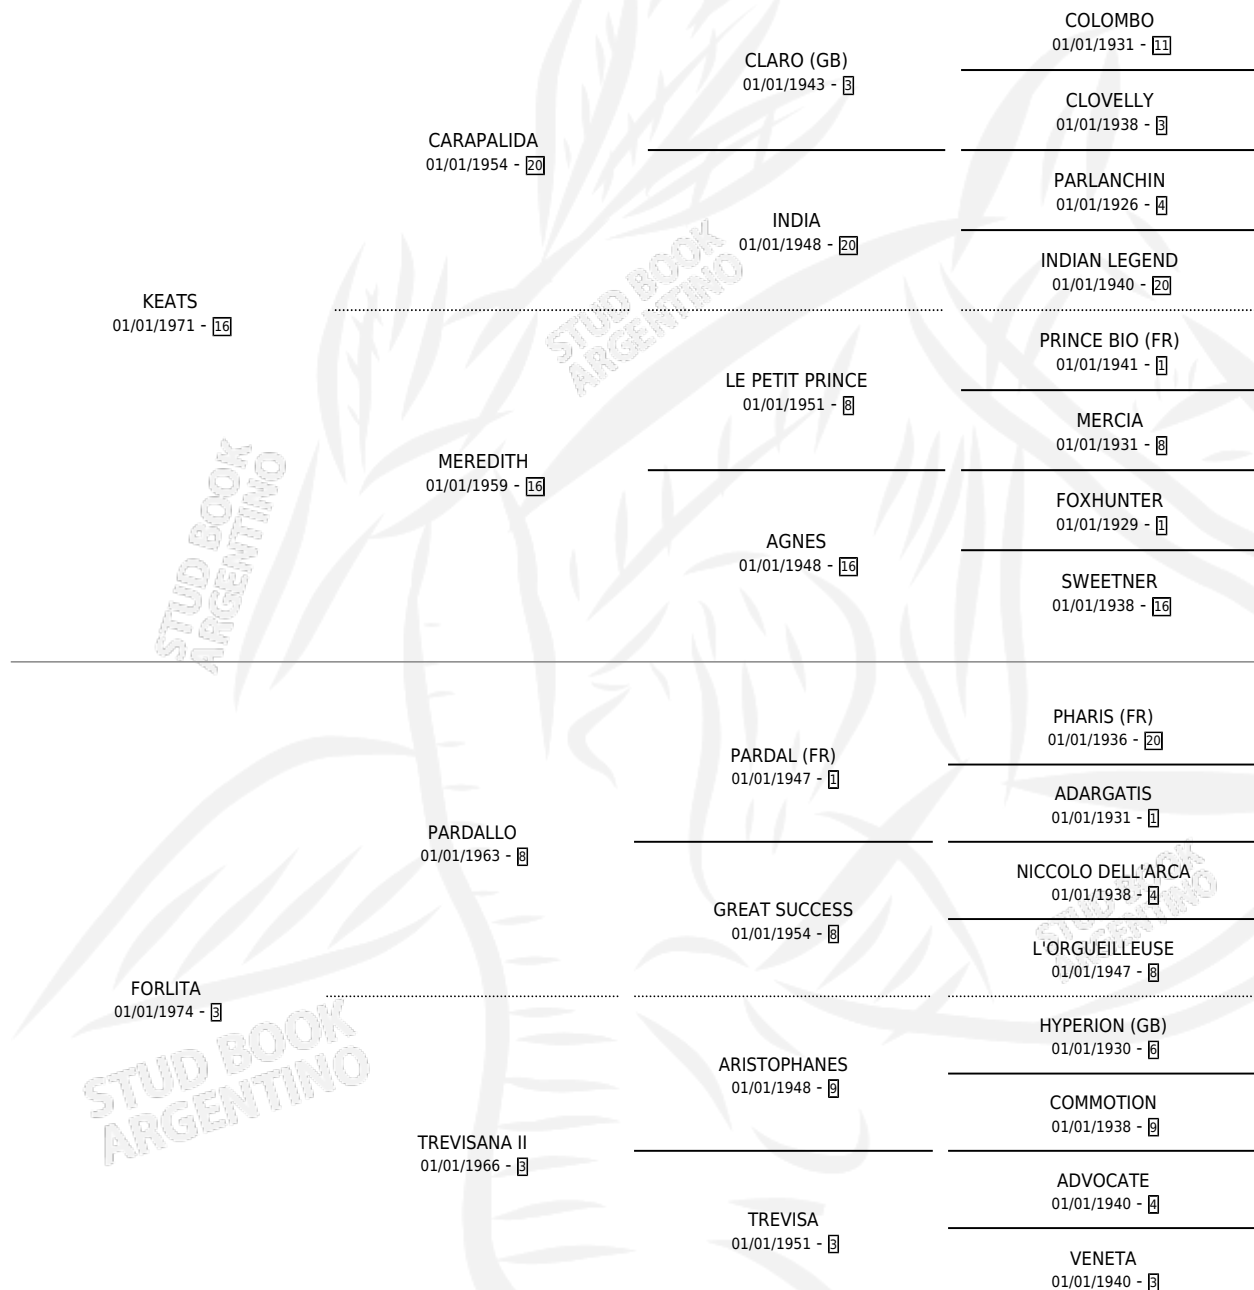 COLOMBO
01/01/1931 - 11
CLARO (GB)
01/01/1943 - 3
CLOVELLY
01/01/1938 - 3
CARAPALIDA
01/01/1954 - 20
PARLANCHIN
01/01/1926 - 4
INDIA
01/01/1948 - 20
INDIAN LEGEND
01/01/1940 - 20
KEATS
01/01/1971 - 16
PRINCE BIO (FR)
01/01/1941 - 1
LE PETIT PRINCE
01/01/1951 - 8
MERCIA
01/01/1931 - 8
MEREDITH
01/01/1959 - 16
FOXHUNTER
01/01/1929 - 1
AGNES
01/01/1948 - 16
SWEETNER
01/01/1938 - 16
PHARIS (FR)
01/01/1936 - 20
PARDAL (FR)
01/01/1947 - 1
ADARGATIS
01/01/1931 - 1
PARDALLO
01/01/1963 - 8
NICCOLO DELL'ARCA
01/01/1938 - 4
GREAT SUCCESS
01/01/1954 - 8
L'ORGUEILLEUSE
01/01/1947 - 8
FORLITA
01/01/1974 - 3
HYPERION (GB)
01/01/1930 - 6
ARISTOPHANES
01/01/1948 - 9
COMMOTION
01/01/1938 - 9
TREVISANA II
01/01/1966 - 3
ADVOCATE
01/01/1940 - 4
TREVISA
01/01/1951 - 3
VENETA
01/01/1940 - 3
STUD BOOK
ARGENTINO
STUD BOOK
ARGENTINO
STUD BOOK
ARGENTINO
STUD BOOK
ARGENTINO